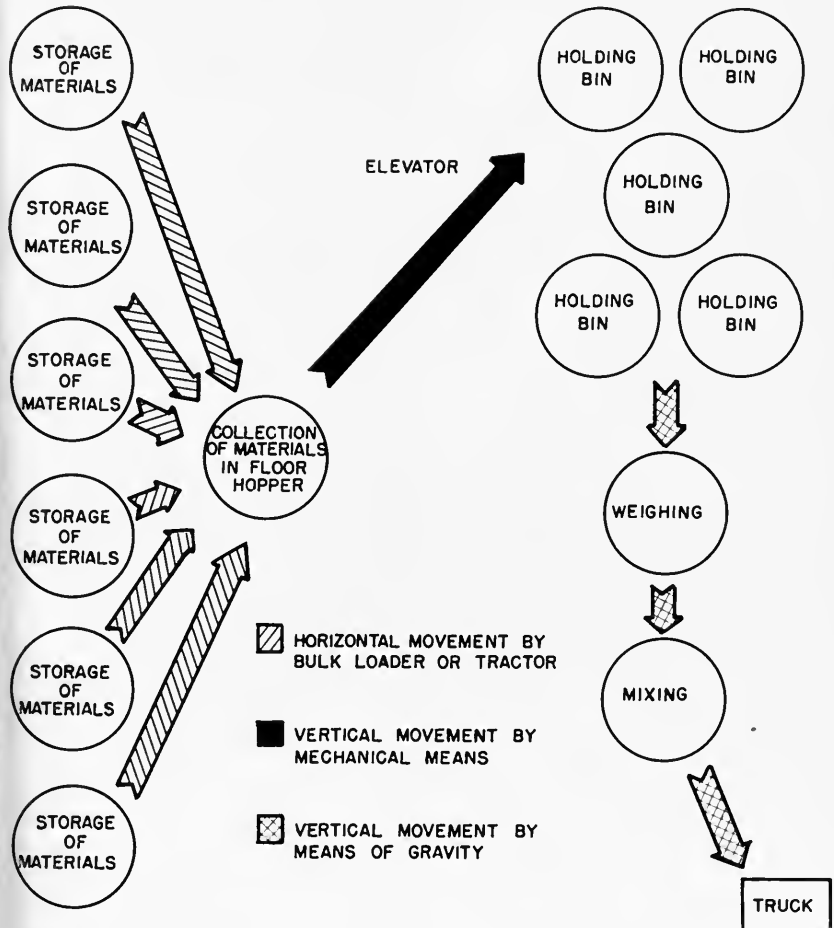 STORAGE
OF
MATERIALS
STORAGE
OF
MATERIALS
STORAGE
OF
MATERIALS
STORAGE
OF
MATERIALS
STORAGE
OF
MATERIALS
STORAGE
OF
MATERIALS
COLLECTION
OF MATERIALS
IN FLOOR
HOPPER
ELEVATOR
HOLDING
BIN
HOLDING
BIN
HOLDING
BIN
HOLDING
BIN
HOLDING
BIN
WEIGHING
MIXING
TRUCK
HORIZONTAL MOVEMENT BY
BULK LOADER OR TRACTOR
VERTICAL MOVEMENT BY
MECHANICAL MEANS
VERTICAL MOVEMENT BY
MEANS OF GRAVITY